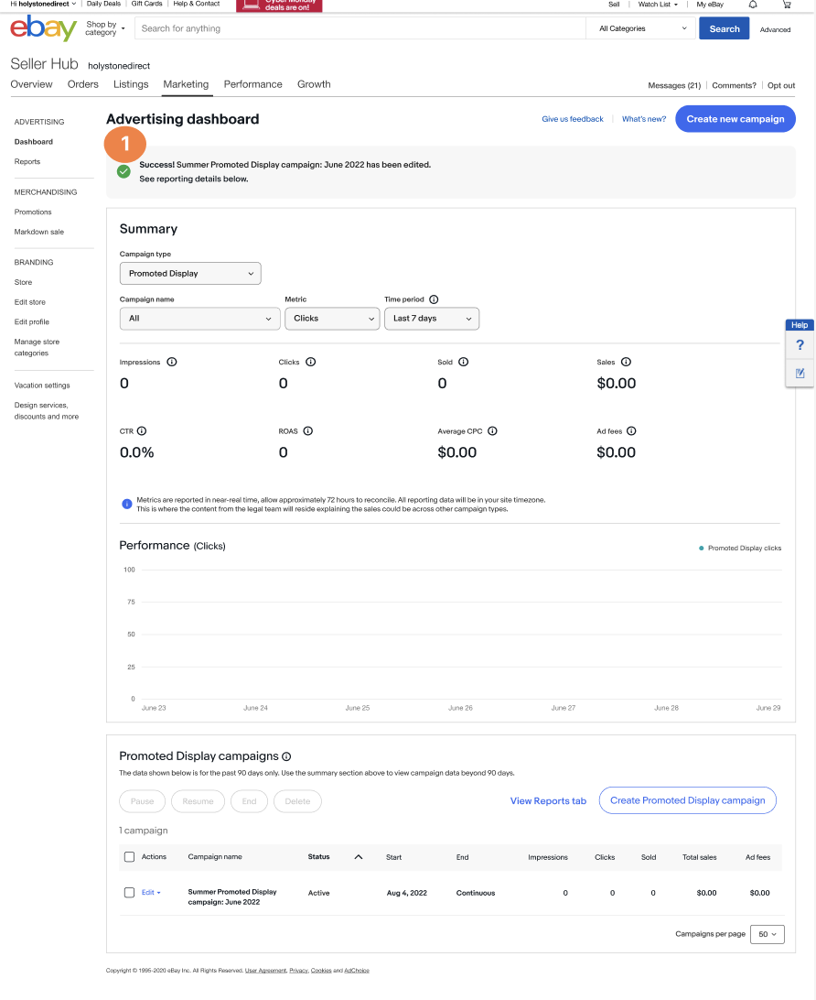 Hi holystonedirect
Daily Deals
Gift Cards
Help & Contact
Cyber Monday
deals are on!
Sell
Watch List
My eBay
ebay
Shop by
category
Search for anything
All Categories
Search
Advanced
Seller Hub holystonedirect
Overview
Orders
Listings
Marketing
Performance
Growth
Messages (21)
Comments?
Opt out
ADVERTISING
Dashboard
Reports
MERCHANDISING
Promotions
Markdown sale
BRANDING
Store
Edit store
Edit profile
Manage store
categories
Vacation settings
Design services,
discounts and more
Advertising dashboard
Give us feedback
What's new?
Create new campaign
1
Success! Summer Promoted Display campaign: June 2022 has been edited.
See reporting details below.
Summary
Campaign type
Promoted Display
Campaign name
Metric
Time period
All
Clicks
Last 7 days
Help
?
Impressions
Clicks
Sold
Sales
0
0
0
$0.00
CTR
ROAS
Average CPC
Ad fees
0.0%
0
$0.00
$0.00
Metrics are reported in near-real time, allow approximately 72 hours to reconcile. All reporting data will be in your site timezone.
This is where the content from the legal team will reside explaining the sales could be across other campaign types.
Performance (Clicks)
Promoted Display clicks
100
75
50
25
0
June 23
June 24
June 25
June 26
June 27
June 28
June 29
Promoted Display campaigns
The data shown below is for the past 90 days only. Use the summary section above to view campaign data beyond 90 days.
Pause
Resume
End
Delete
View Reports tab
Create Promoted Display campaign
1 campaign
Actions
Campaign name
Status
Start
End
Impressions
Clicks
Sold
Total sales
Ad fees
Edit
Summer Promoted Display
campaign: June 2022
Active
Aug 4, 2022
Continuous
0
0
0
$0.00
$0.00
Campaigns per page
50
Copyright © 1995-2020 eBay Inc. All Rights Reserved. User Agreement, Privacy, Cookies and AdChoice